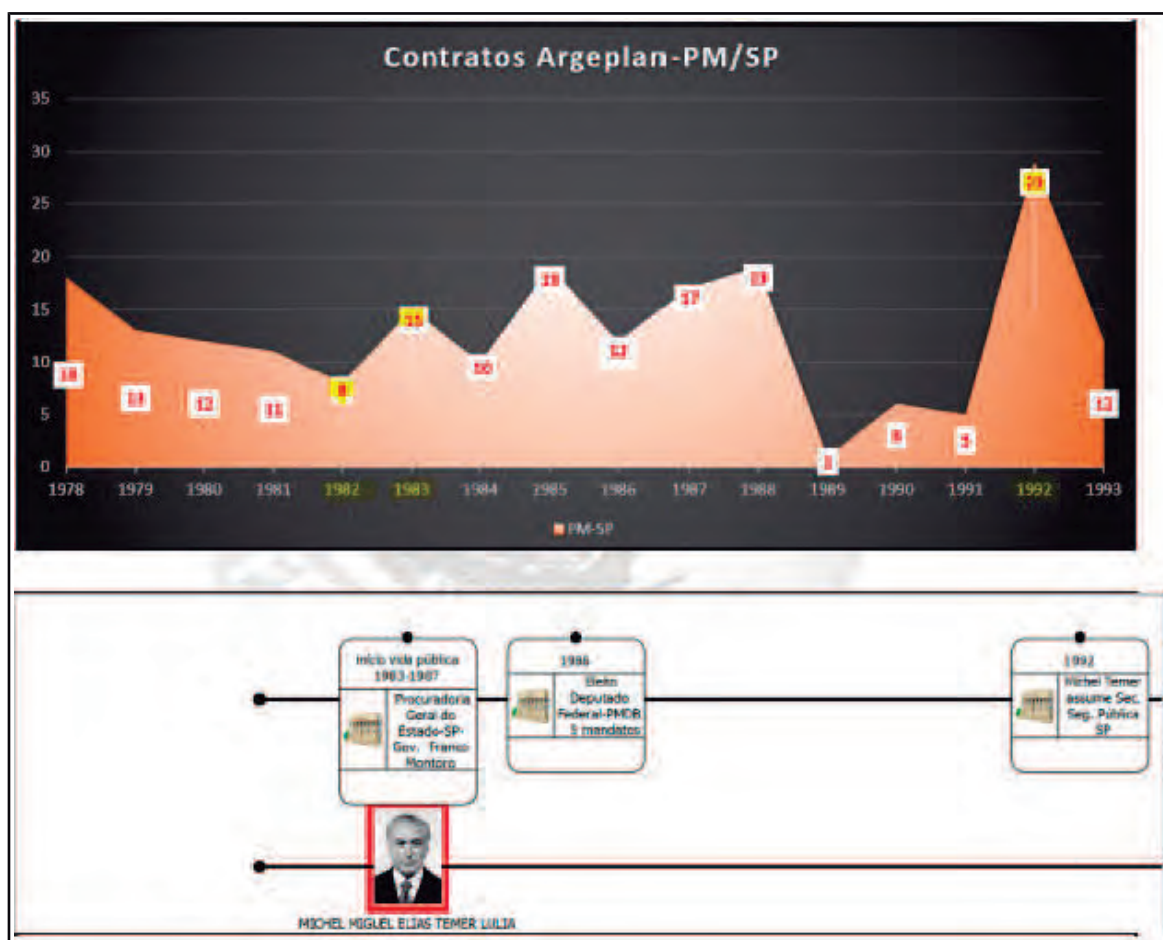 Contratos Argeplan-PM/SP
35
30
25
20
15
10
5
0
18
13
12
11
8
15
10
12
17
19
1
6
5
29
12
1978 1979 1980 1981 1982 1983 1984 1985 1986 1987 1988 1989 1990 1991 1992 1993
PM-SP
Início vida pública
1983-1987
Procuradoria
Geral do
Estado-SP-
Gov. Franco
Montoro
1986
Eleito
Deputado
Federal-PMDB
5 mandatos
1992
Michel Temer
assume Sec.
Seg. Pública
SP
MICHEL MIGUEL ELIAS TEMER LULIA